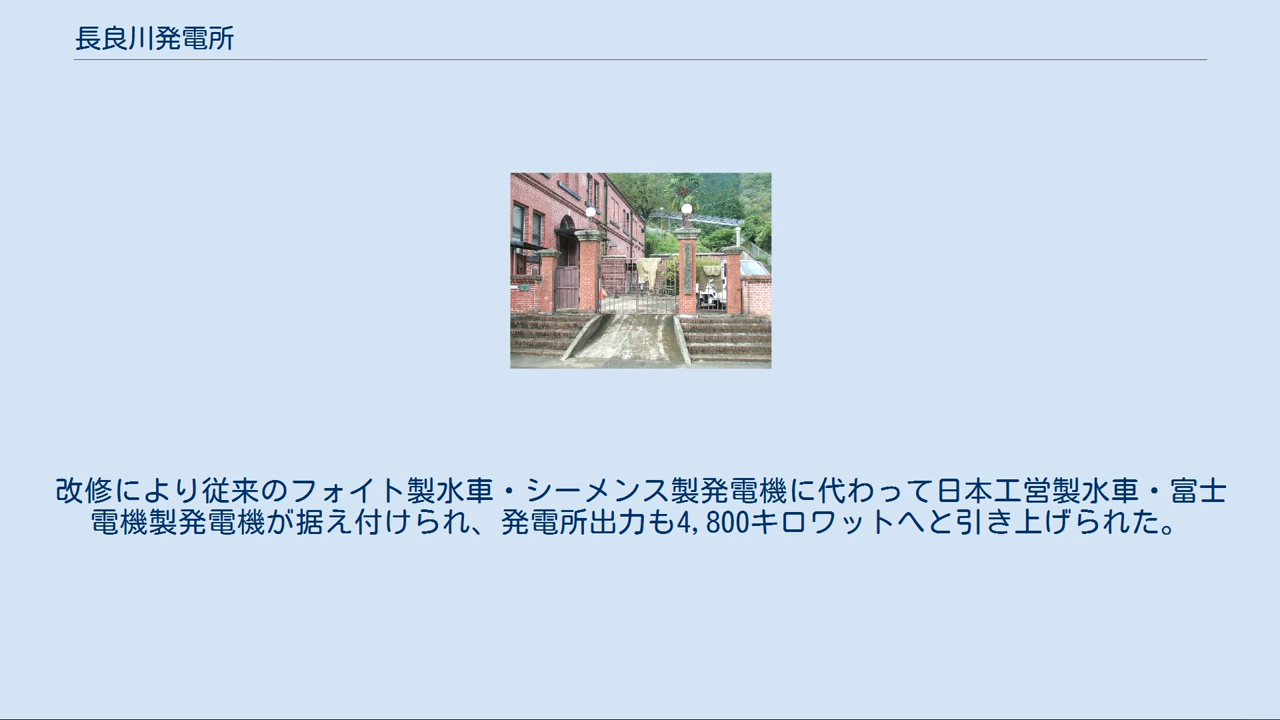 長良川発電所
改修により従来のフォイト製水車・シーメンス製発電機に代わって日本工営製水車・富士
電機製発電機が据え付けられ、発電所出力も4,800キロワットへと引き上げられた。